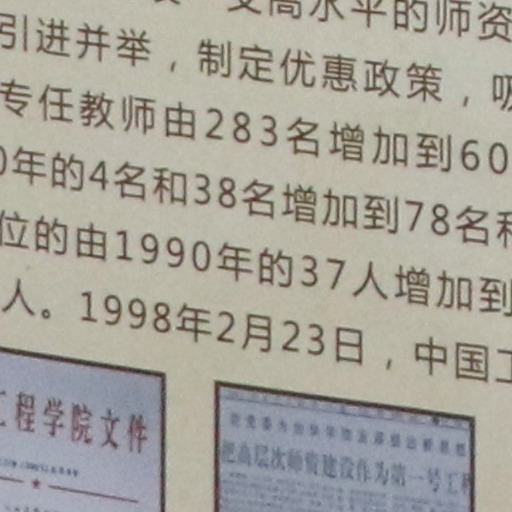 高水平的师资
引进并举，制定优惠政策，吸
专任教师由283名增加到60
0年的4名和38名增加到78名和
位的由1990年的37人增加到
人。1998年2月23日，中国工
工程学院文件
把高层次师资建设作为第一号工程